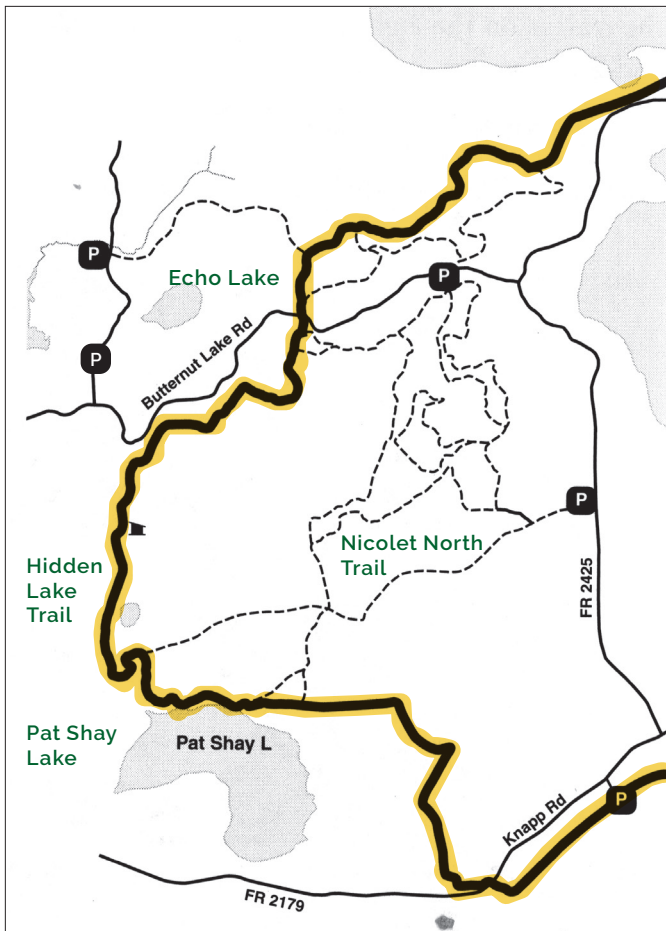 P
Echo Lake
P
Butternut Lake Rd
P
P
Nicolet North
Trail
Hidden
Lake
Trail
FR 2425
Pat Shay
Lake
Pat Shay L
Knapp Rd
P
FR 2179